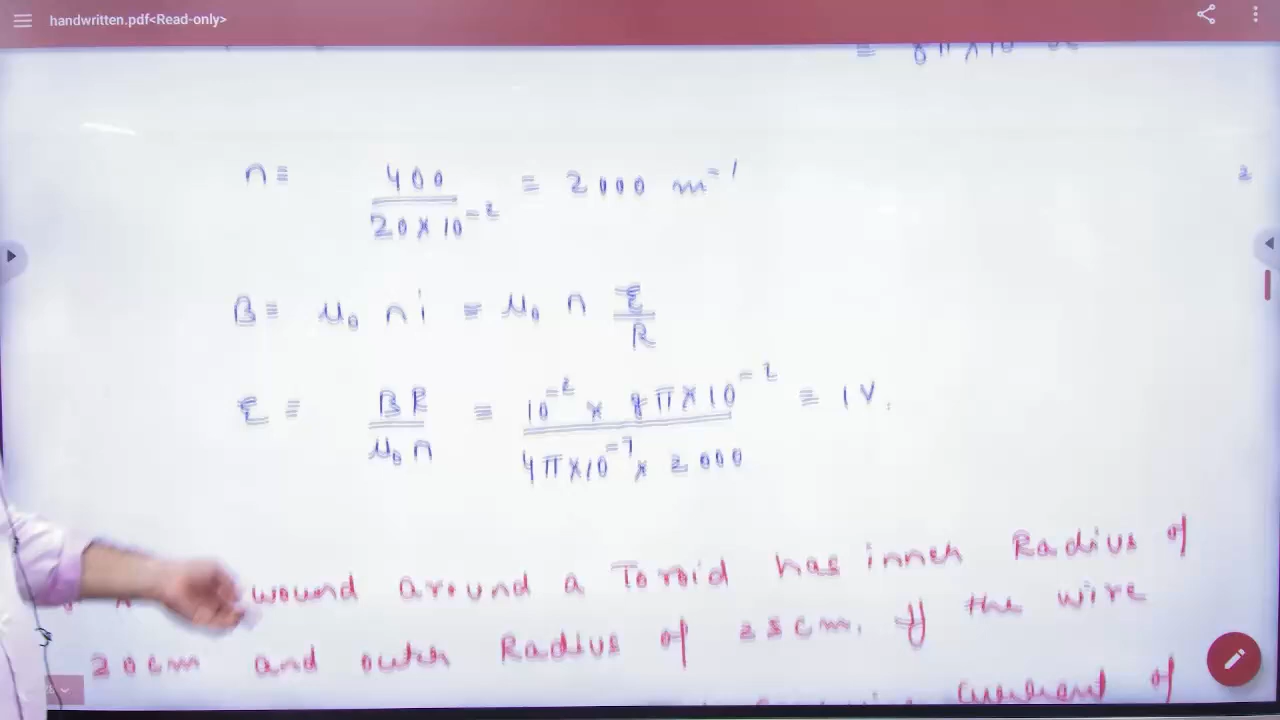 handwritten.pdf<Read-only>
n = 400 / 20 × 10⁻² = 2000 m⁻¹
2
B = μ₀ n i = μ₀ n ξ / R
ξ = BR / μ₀ n = 10⁻² × 8π × 10⁻² / 4π × 10⁻⁷ × 2000 = 1 V.
wound around a Toroid has inner Radius of
20 cm and outer Radius of 25 cm. If the wire
current of